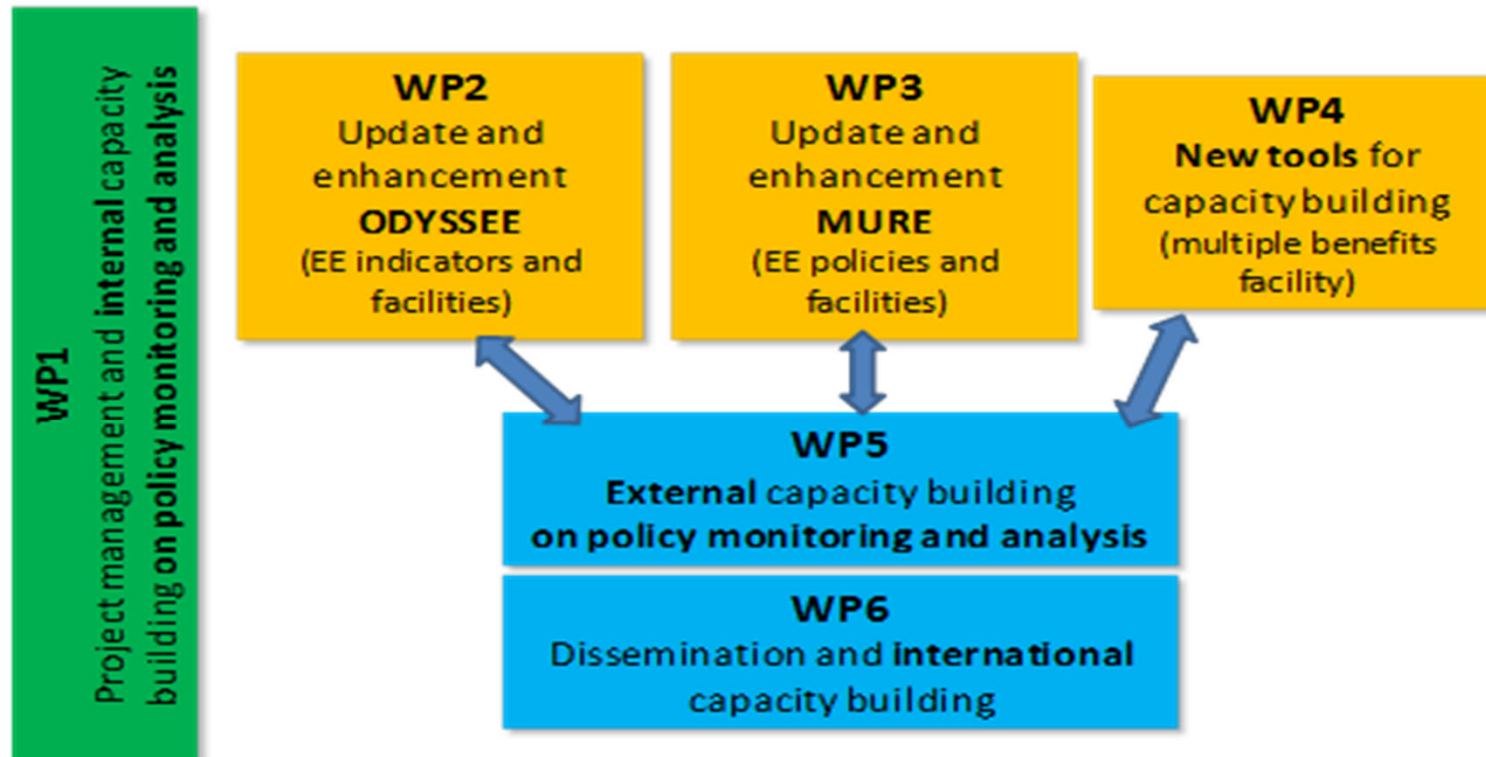 WP1
Project management and internal capacity
building on policy monitoring and analysis
WP2
Update and
enhancement
ODYSSEE
(EE indicators and
facilities)
WP3
Update and
enhancement
MURE
(EE policies and
facilities)
WP4
New tools for
capacity building
(multiple benefits
facility)
WP5
External capacity building
on policy monitoring and analysis
WP6
Dissemination and international
capacity building